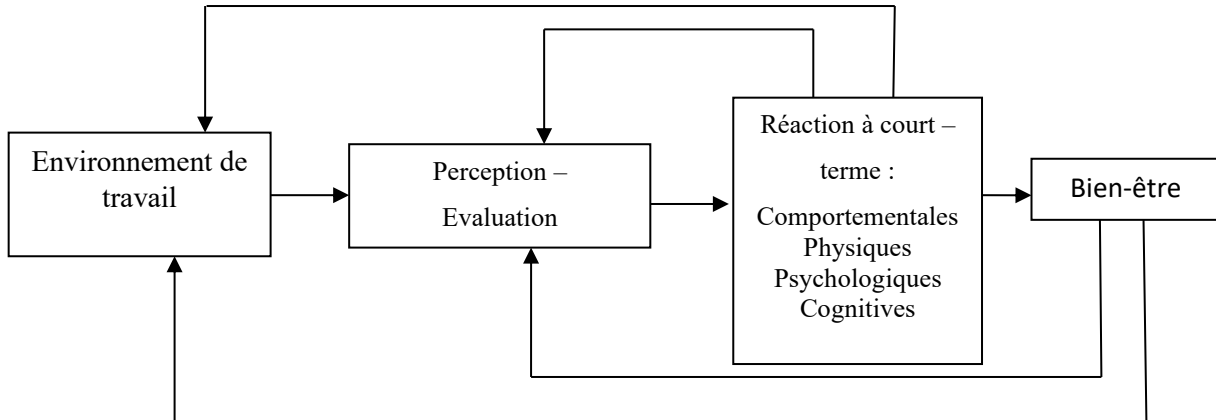 Environnement de
travail
Perception –
Evaluation
Réaction à court –
terme :
Comportementales
Physiques
Psychologiques
Cognitives
Bien-être